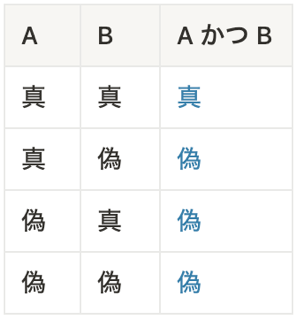 A B A かつ B
真 真 真
真 偽 偽
偽 真 偽
偽 偽 偽